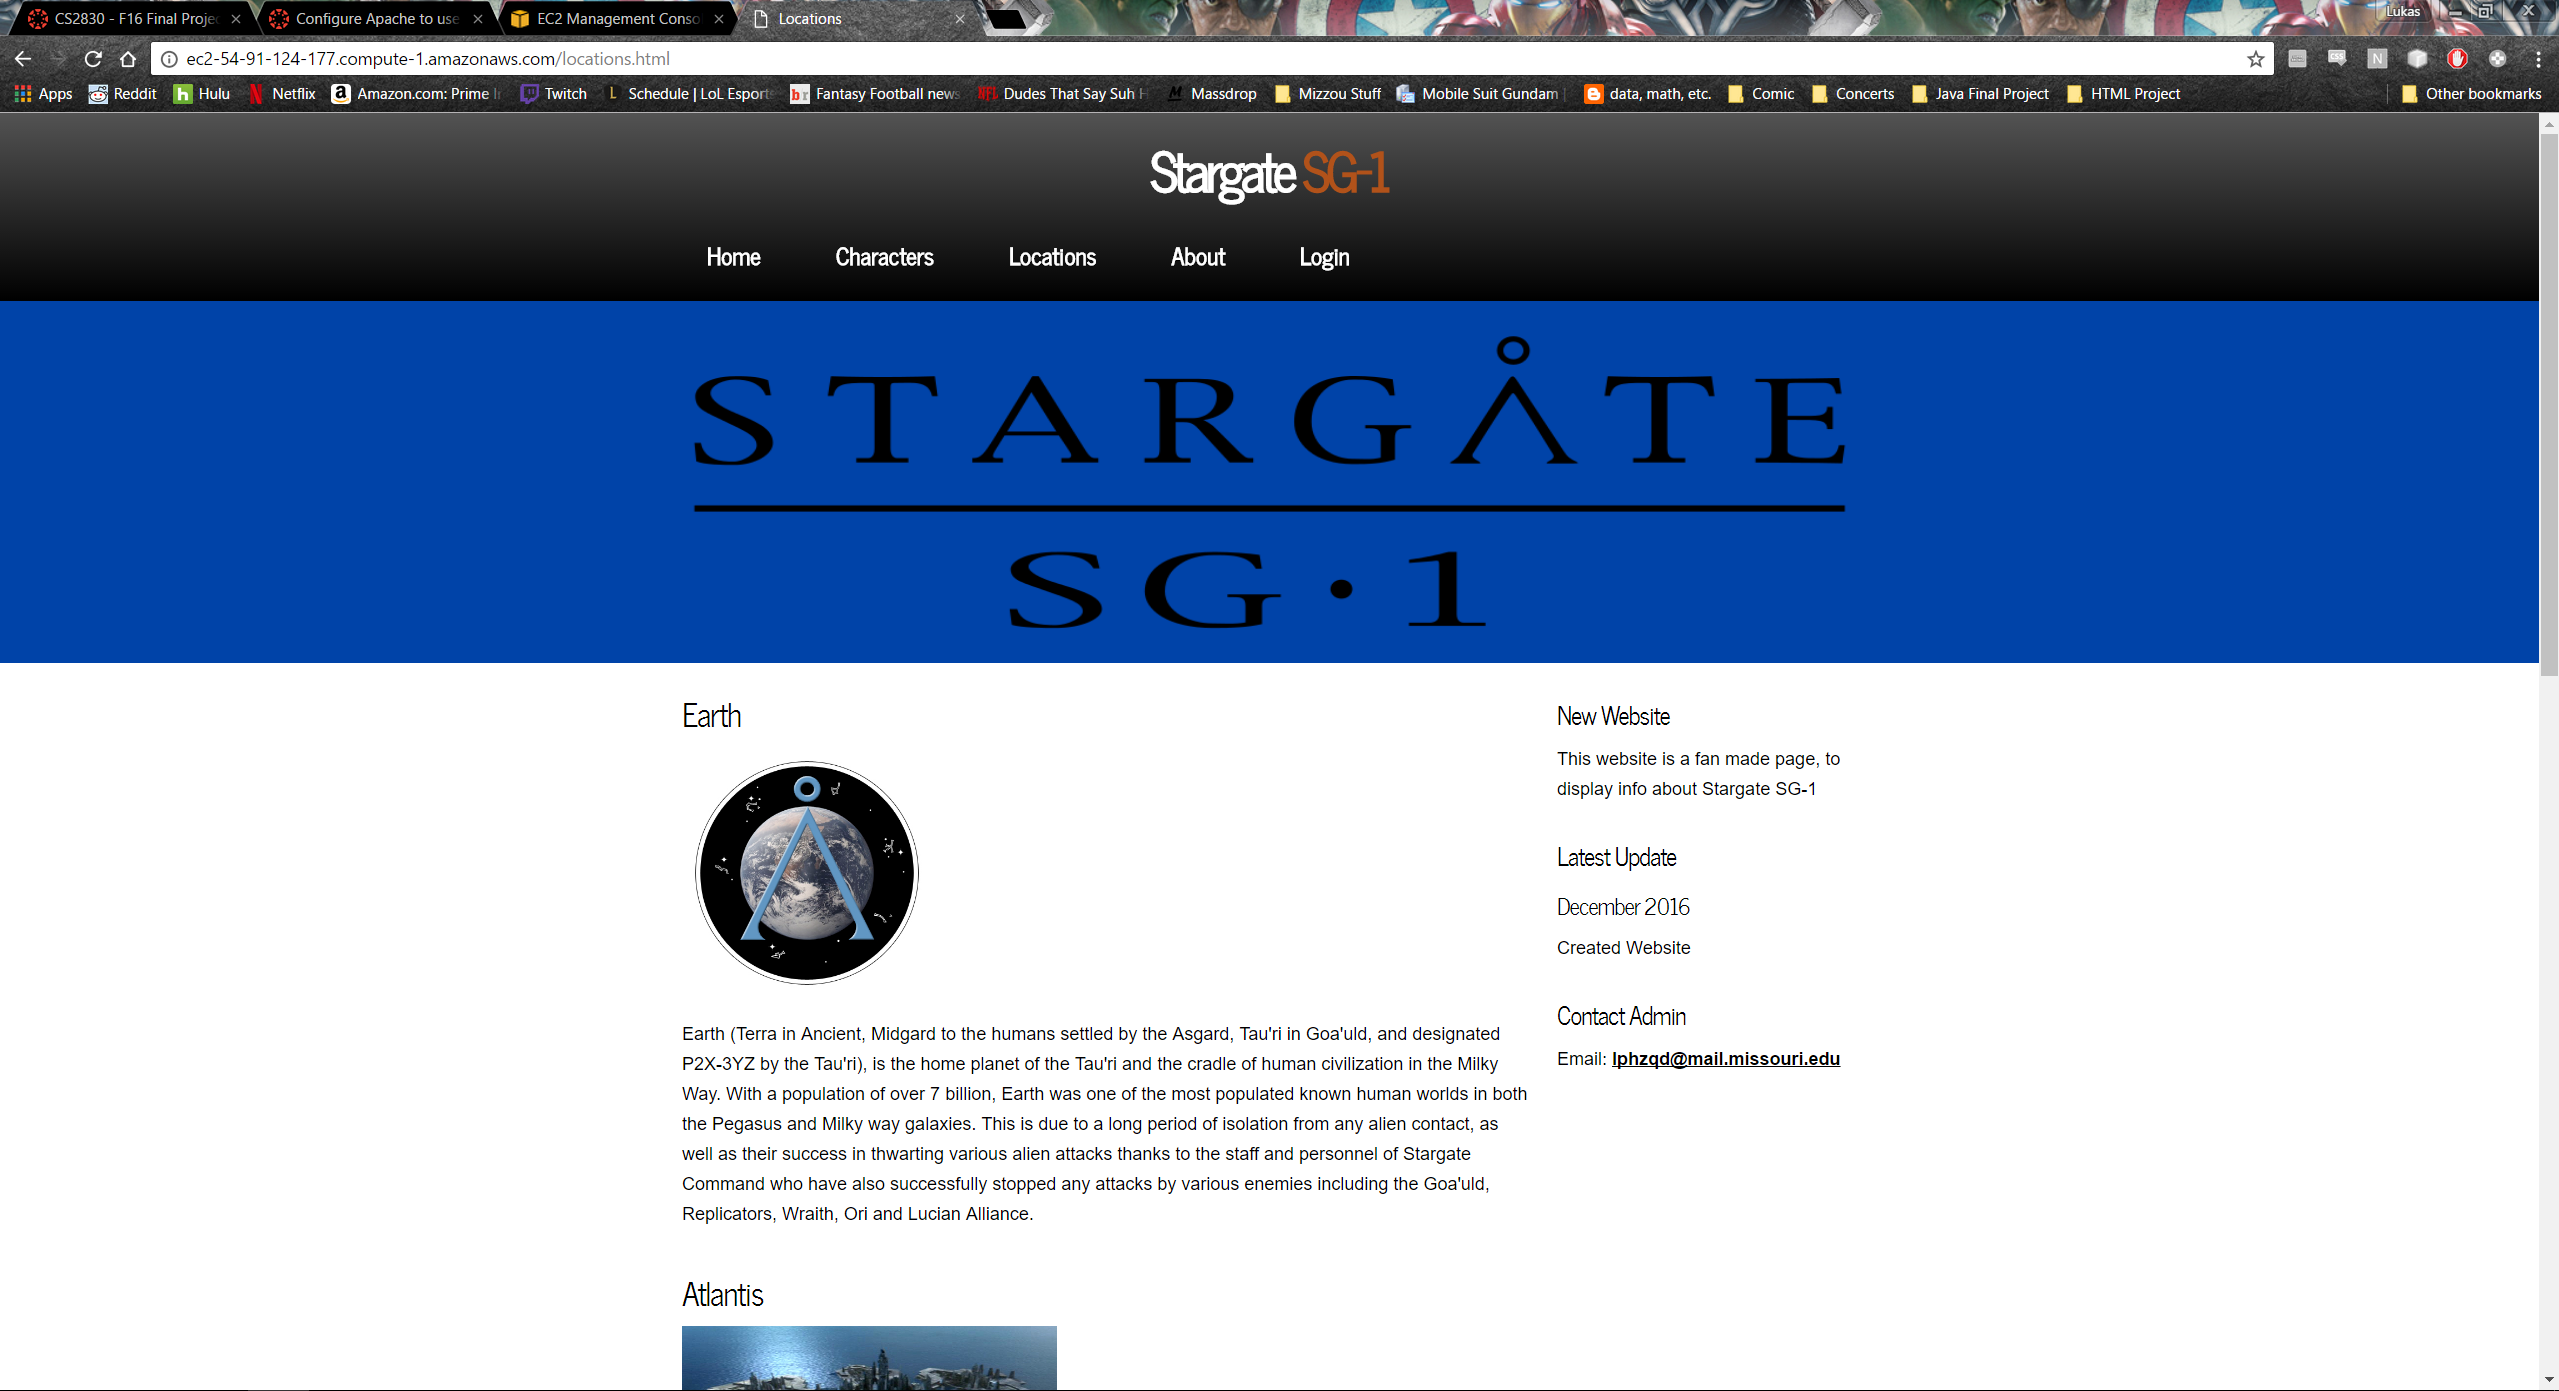 CS2830 - F16 Final Projec
Configure Apache to use
EC2 Management Conso
Locations
Lukas
ec2-54-91-124-177.compute-1.amazonaws.com/locations.html
Apps
Reddit
Hulu
Netflix
Amazon.com: Prime I
Twitch
Schedule | LoL Esports
Fantasy Football news
Dudes That Say Suh
Massdrop
Mizzou Stuff
Mobile Suit Gundam
data, math, etc.
Comic
Concerts
Java Final Project
HTML Project
Other bookmarks
Stargate SG-1
Home
Characters
Locations
About
Login
STARGÅTE
SG·1
Earth
Earth (Terra in Ancient, Midgard to the humans settled by the Asgard, Tau'ri in Goa'uld, and designated
P2X-3YZ by the Tau'ri), is the home planet of the Tau'ri and the cradle of human civilization in the Milky
Way. With a population of over 7 billion, Earth was one of the most populated known human worlds in both
the Pegasus and Milky way galaxies. This is due to a long period of isolation from any alien contact, as
well as their success in thwarting various alien attacks thanks to the staff and personnel of Stargate
Command who have also successfully stopped any attacks by various enemies including the Goa'uld,
Replicators, Wraith, Ori and Lucian Alliance.
Atlantis
New Website
This website is a fan made page, to
display info about Stargate SG-1
Latest Update
December 2016
Created Website
Contact Admin
Email: lphzqd@mail.missouri.edu